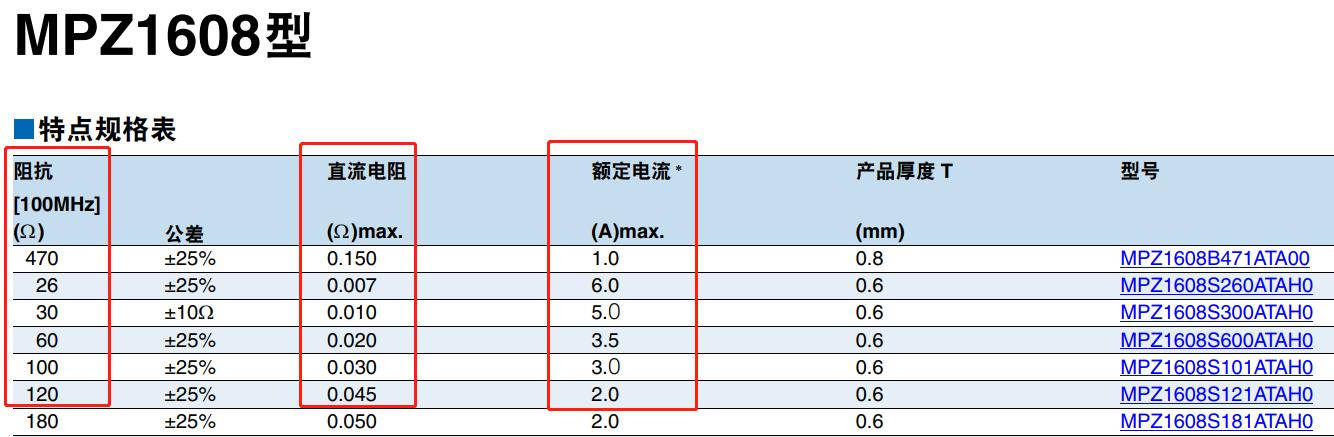 MPZ1608型
特点规格表
阻抗 直流电阻 额定电流* 产品厚度 T 型号
[100MHz]
(Ω) 公差 (Ω)max. (A)max. (mm)
470 ±25% 0.150 1.0 0.8 MPZ1608B471ATA00
26 ±25% 0.007 6.0 0.6 MPZ1608S260ATAH0
30 ±10Ω 0.010 5.0 0.6 MPZ1608S300ATAH0
60 ±25% 0.020 3.5 0.6 MPZ1608S600ATAH0
100 ±25% 0.030 3.0 0.6 MPZ1608S101ATAH0
120 ±25% 0.045 2.0 0.6 MPZ1608S121ATAH0
180 ±25% 0.050 2.0 0.6 MPZ1608S181ATAH0